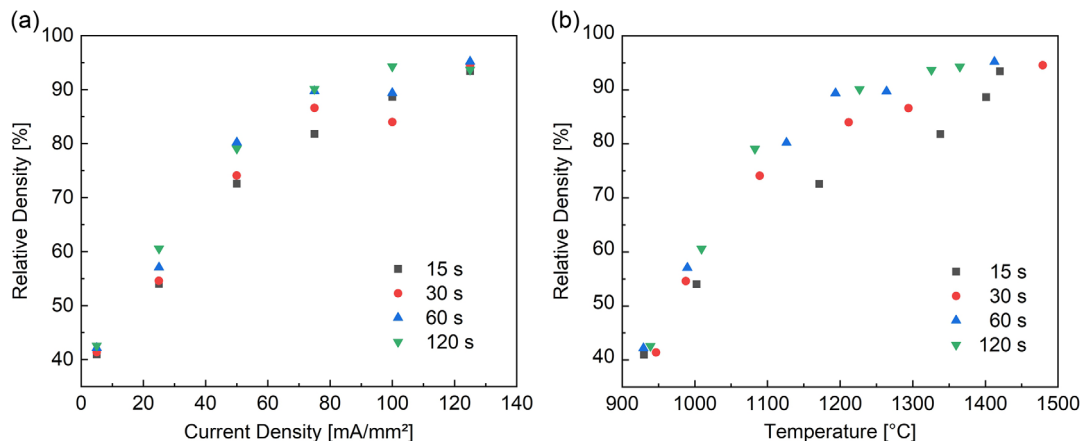 (a)
Relative Density [%]
100
90
80
70
60
50
40
15 s
30 s
60 s
120 s
0
20
40
60
80
100
120
140
Current Density [mA/mm²]
(b)
Relative Density [%]
100
90
80
70
60
50
40
15 s
30 s
60 s
120 s
900
1000
1100
1200
1300
1400
1500
Temperature [°C]